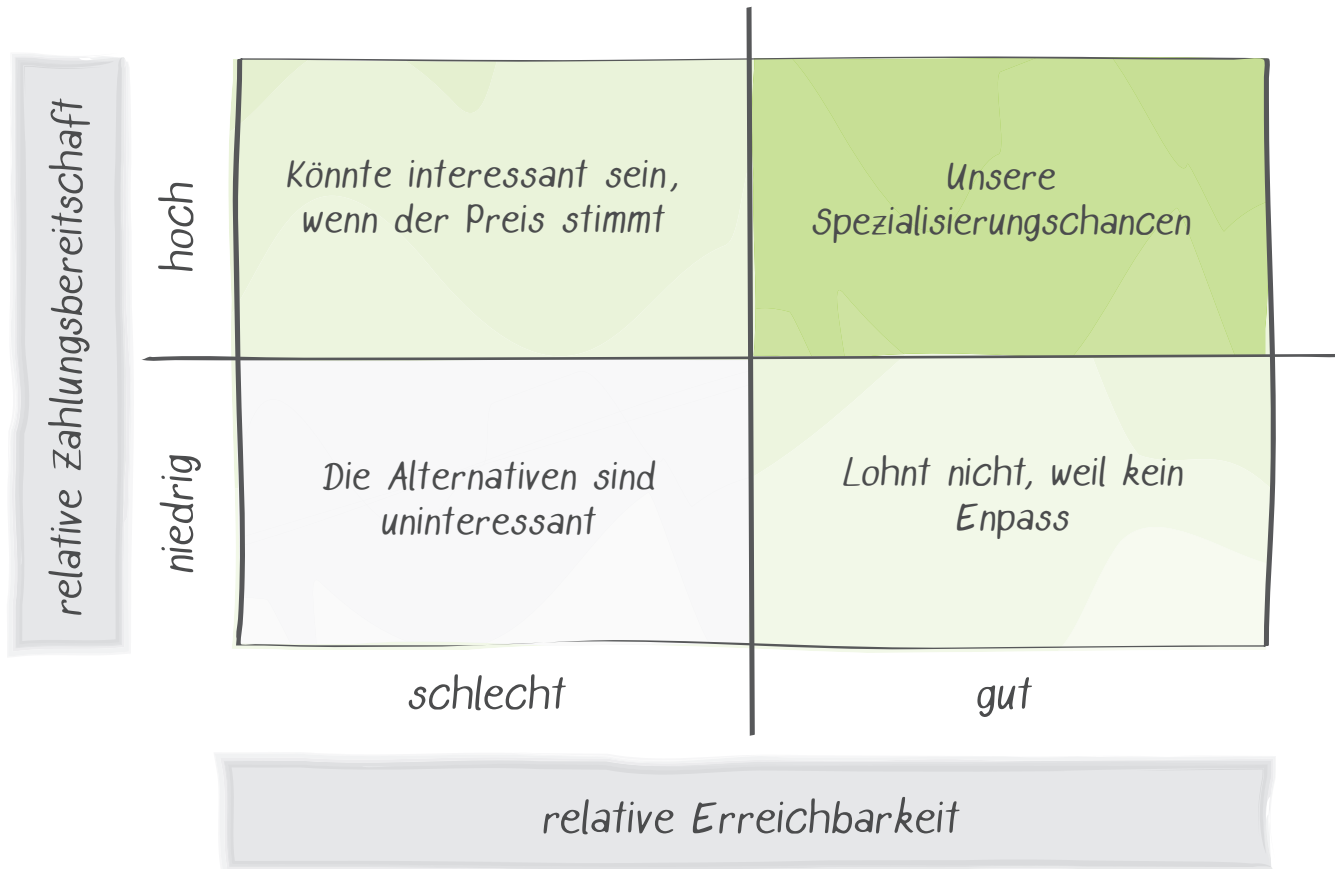 relative Zahlungsbereitschaft
hoch
Könnte interessant sein,
wenn der Preis stimmt
Unsere
Spezialisierungschancen
niedrig
Die Alternativen sind
uninteressant
Lohnt nicht, weil kein
Enpass
schlecht
gut
relative Erreichbarkeit